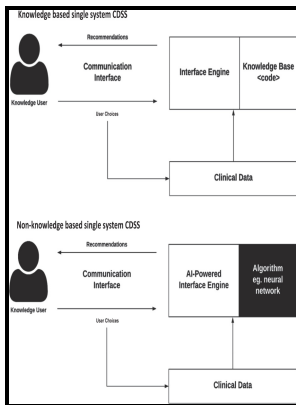 Knowledge based single system CDSS
Recommendations
Communication
Interface
Interface Engine
Knowledge Base
<code>
Knowledge User
User Choices
Clinical Data
Non-knowledge based single system CDSS
Recommendations
Communication
Interface
AI-Powered
Interface Engine
Algorithm
eg. neural
network
Knowledge User
User Choices
Clinical Data